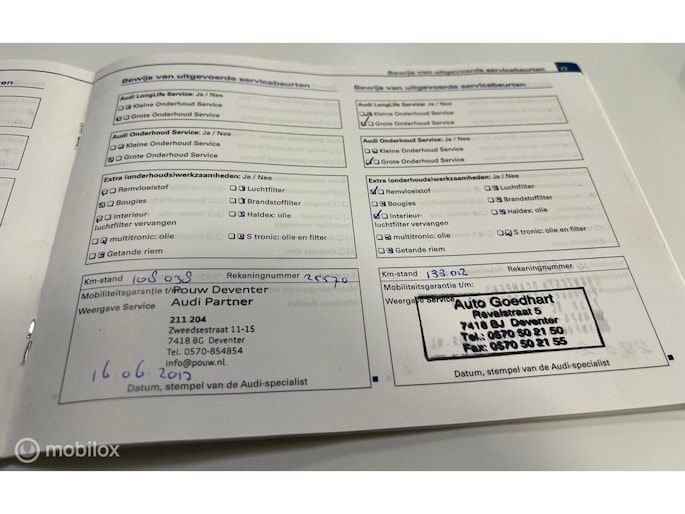 Bewijs van uitgevoerde servicebeurten
Audi LongLife Service: Ja / Nee
Kleine Onderhoud Service
Grote Onderhoud Service
Audi Onderhoud Service: Ja / Nee
Kleine Onderhoud Service
Grote Onderhoud Service
Extra (onderhouds)werkzaamheden: Ja / Nee
Remvloeistof Luchtfilter
Bougies Brandstoffilter
Interieur- Haldex: olie
luchtfilter vervangen
multitronic: olie S tronic: olie en filter
Getande riem
Km-stand 108 038 Rekeningnummer
Mobiliteitsgarantie t/m: Pouw Deventer
Weergave Service Audi Partner
211 204
Zweedsestraat 11-15
7418 BG Deventer
Tel. 0570-854854
info@pouw.nl
16-06-2017
Datum, stempel van de Audi-specialist
Bewijs van uitgevoerde servicebeurten
Bewijs van uitgevoerde servicebeurten
Audi LongLife Service: Ja / Nee
Kleine Onderhoud Service
Grote Onderhoud Service
Audi Onderhoud Service: Ja / Nee
Kleine Onderhoud Service
Grote Onderhoud Service
Extra (onderhouds)werkzaamheden: Ja / Nee
Remvloeistof Luchtfilter
Bougies Brandstoffilter
Interieur- Haldex: olie
luchtfilter vervangen
multitronic: olie S tronic: olie en filter
Getande riem
Km-stand 133 012 Rekeningnummer
Mobiliteitsgarantie t/m:
Weergave Service
Auto Goedhart
Revalstraat 5
7418 BJ Deventer
Tel.: 0570 50 21 50
Fax: 0570 50 21 55
Datum, stempel van de Audi-specialist
mobilox